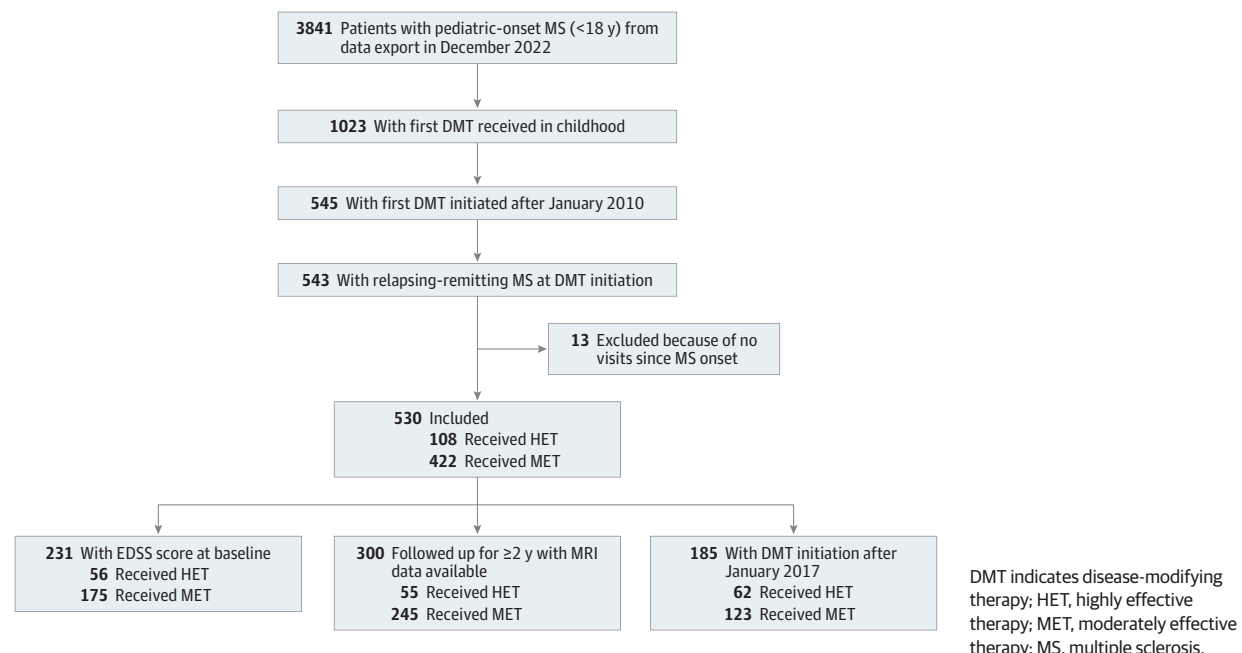 3841 Patients with pediatric-onset MS (<18 y) from
data export in December 2022
1023 With first DMT received in childhood
545 With first DMT initiated after January 2010
543 With relapsing-remitting MS at DMT initiation
13 Excluded because of no
visits since MS onset
530 Included
108 Received HET
422 Received MET
231 With EDSS score at baseline
56 Received HET
175 Received MET
300 Followed up for ≥2 y with MRI
data available
55 Received HET
245 Received MET
185 With DMT initiation after
January 2017
62 Received HET
123 Received MET
DMT indicates disease-modifying
therapy; HET, highly effective
therapy; MET, moderately effective
therapy; MS, multiple sclerosis.